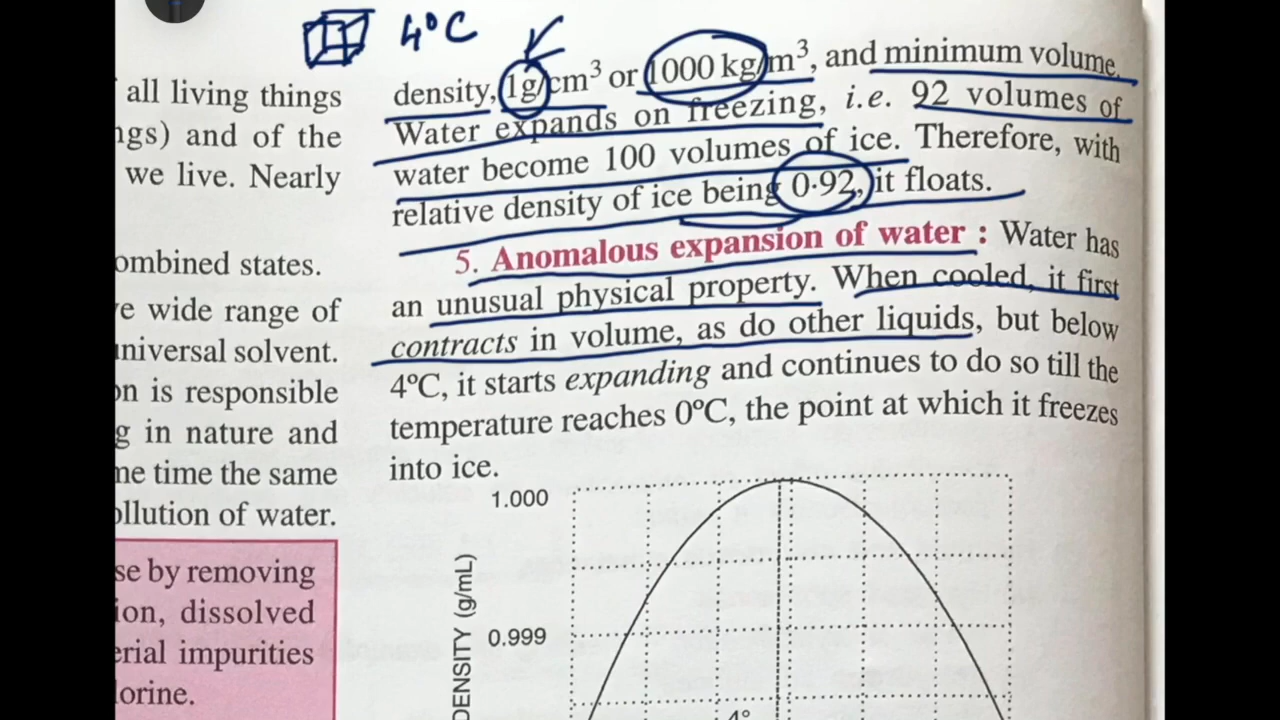 4°C
all living things
ngs) and of the
we live. Nearly
ombined states.
e wide range of
universal solvent.
on is responsible
g in nature and
me time the same
ollution of water.
se by removing
ion, dissolved
erial impurities
lorine.
density, 1g/cm³ or 1000 kg/m³, and minimum volume.
Water expands on freezing, i.e. 92 volumes of
water become 100 volumes of ice. Therefore, with
relative density of ice being 0·92, it floats.
5. Anomalous expansion of water : Water has
an unusual physical property. When cooled, it first
contracts in volume, as do other liquids, but below
4ºC, it starts expanding and continues to do so till the
temperature reaches 0ºC, the point at which it freezes
into ice.
1.000
0.999
DENSITY (g/mL)
4°